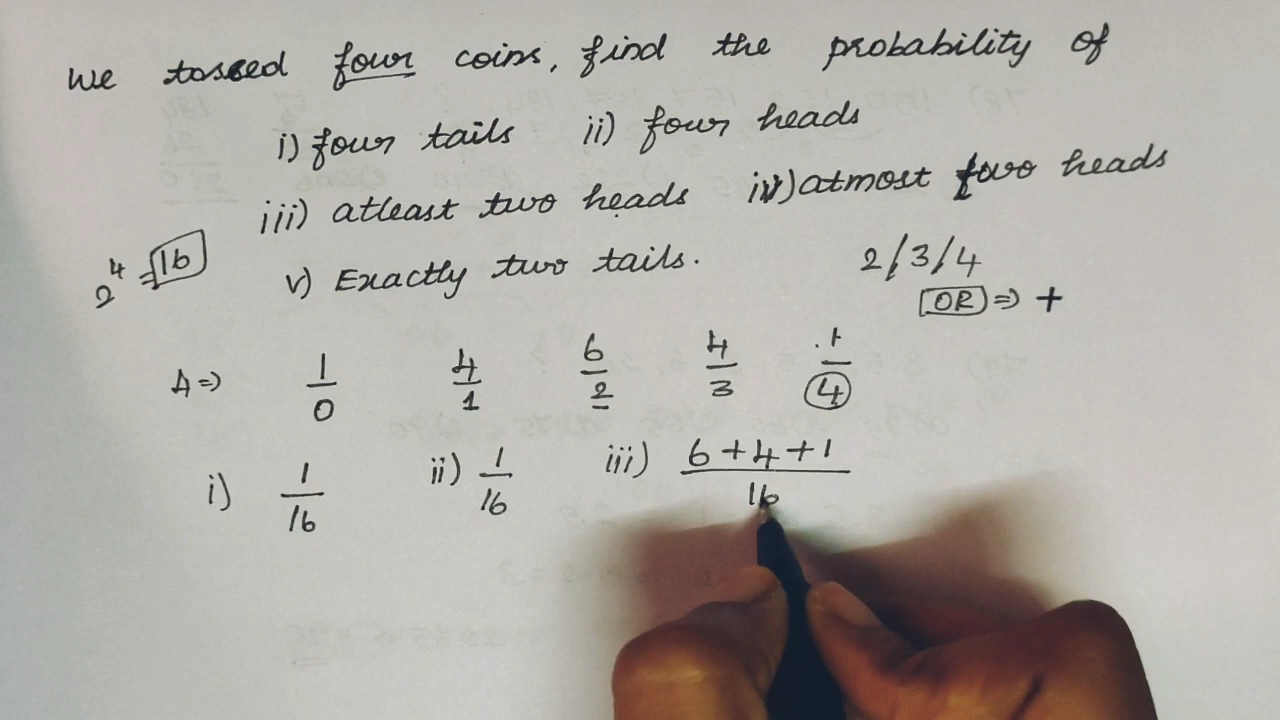 We tossed four coins, find the probability of
i) four tails ii) four heads
iii) atleast two heads iv) atmost two heads
2^4 = 16
v) Exactly two tails.
2/3/4
OR ⇒ +
4 ⇒ 1/0 4/1 6/2 4/3 1/4
i) 1/16 ii) 1/16 iii) 6+4+1/16